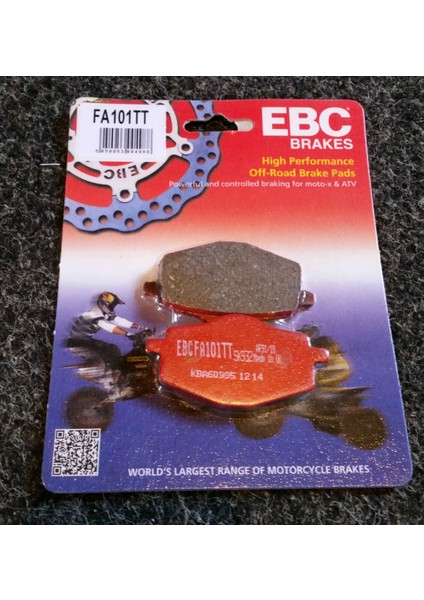 FA101TT
EBC
BRAKES
High Performance
Off-Road Brake Pads
Powerful and controlled braking for moto-x & ATV
EBC
EBC FA101TT
KBA60995 1214
WORLD'S LARGEST RANGE OF MOTORCYCLE BRAKES